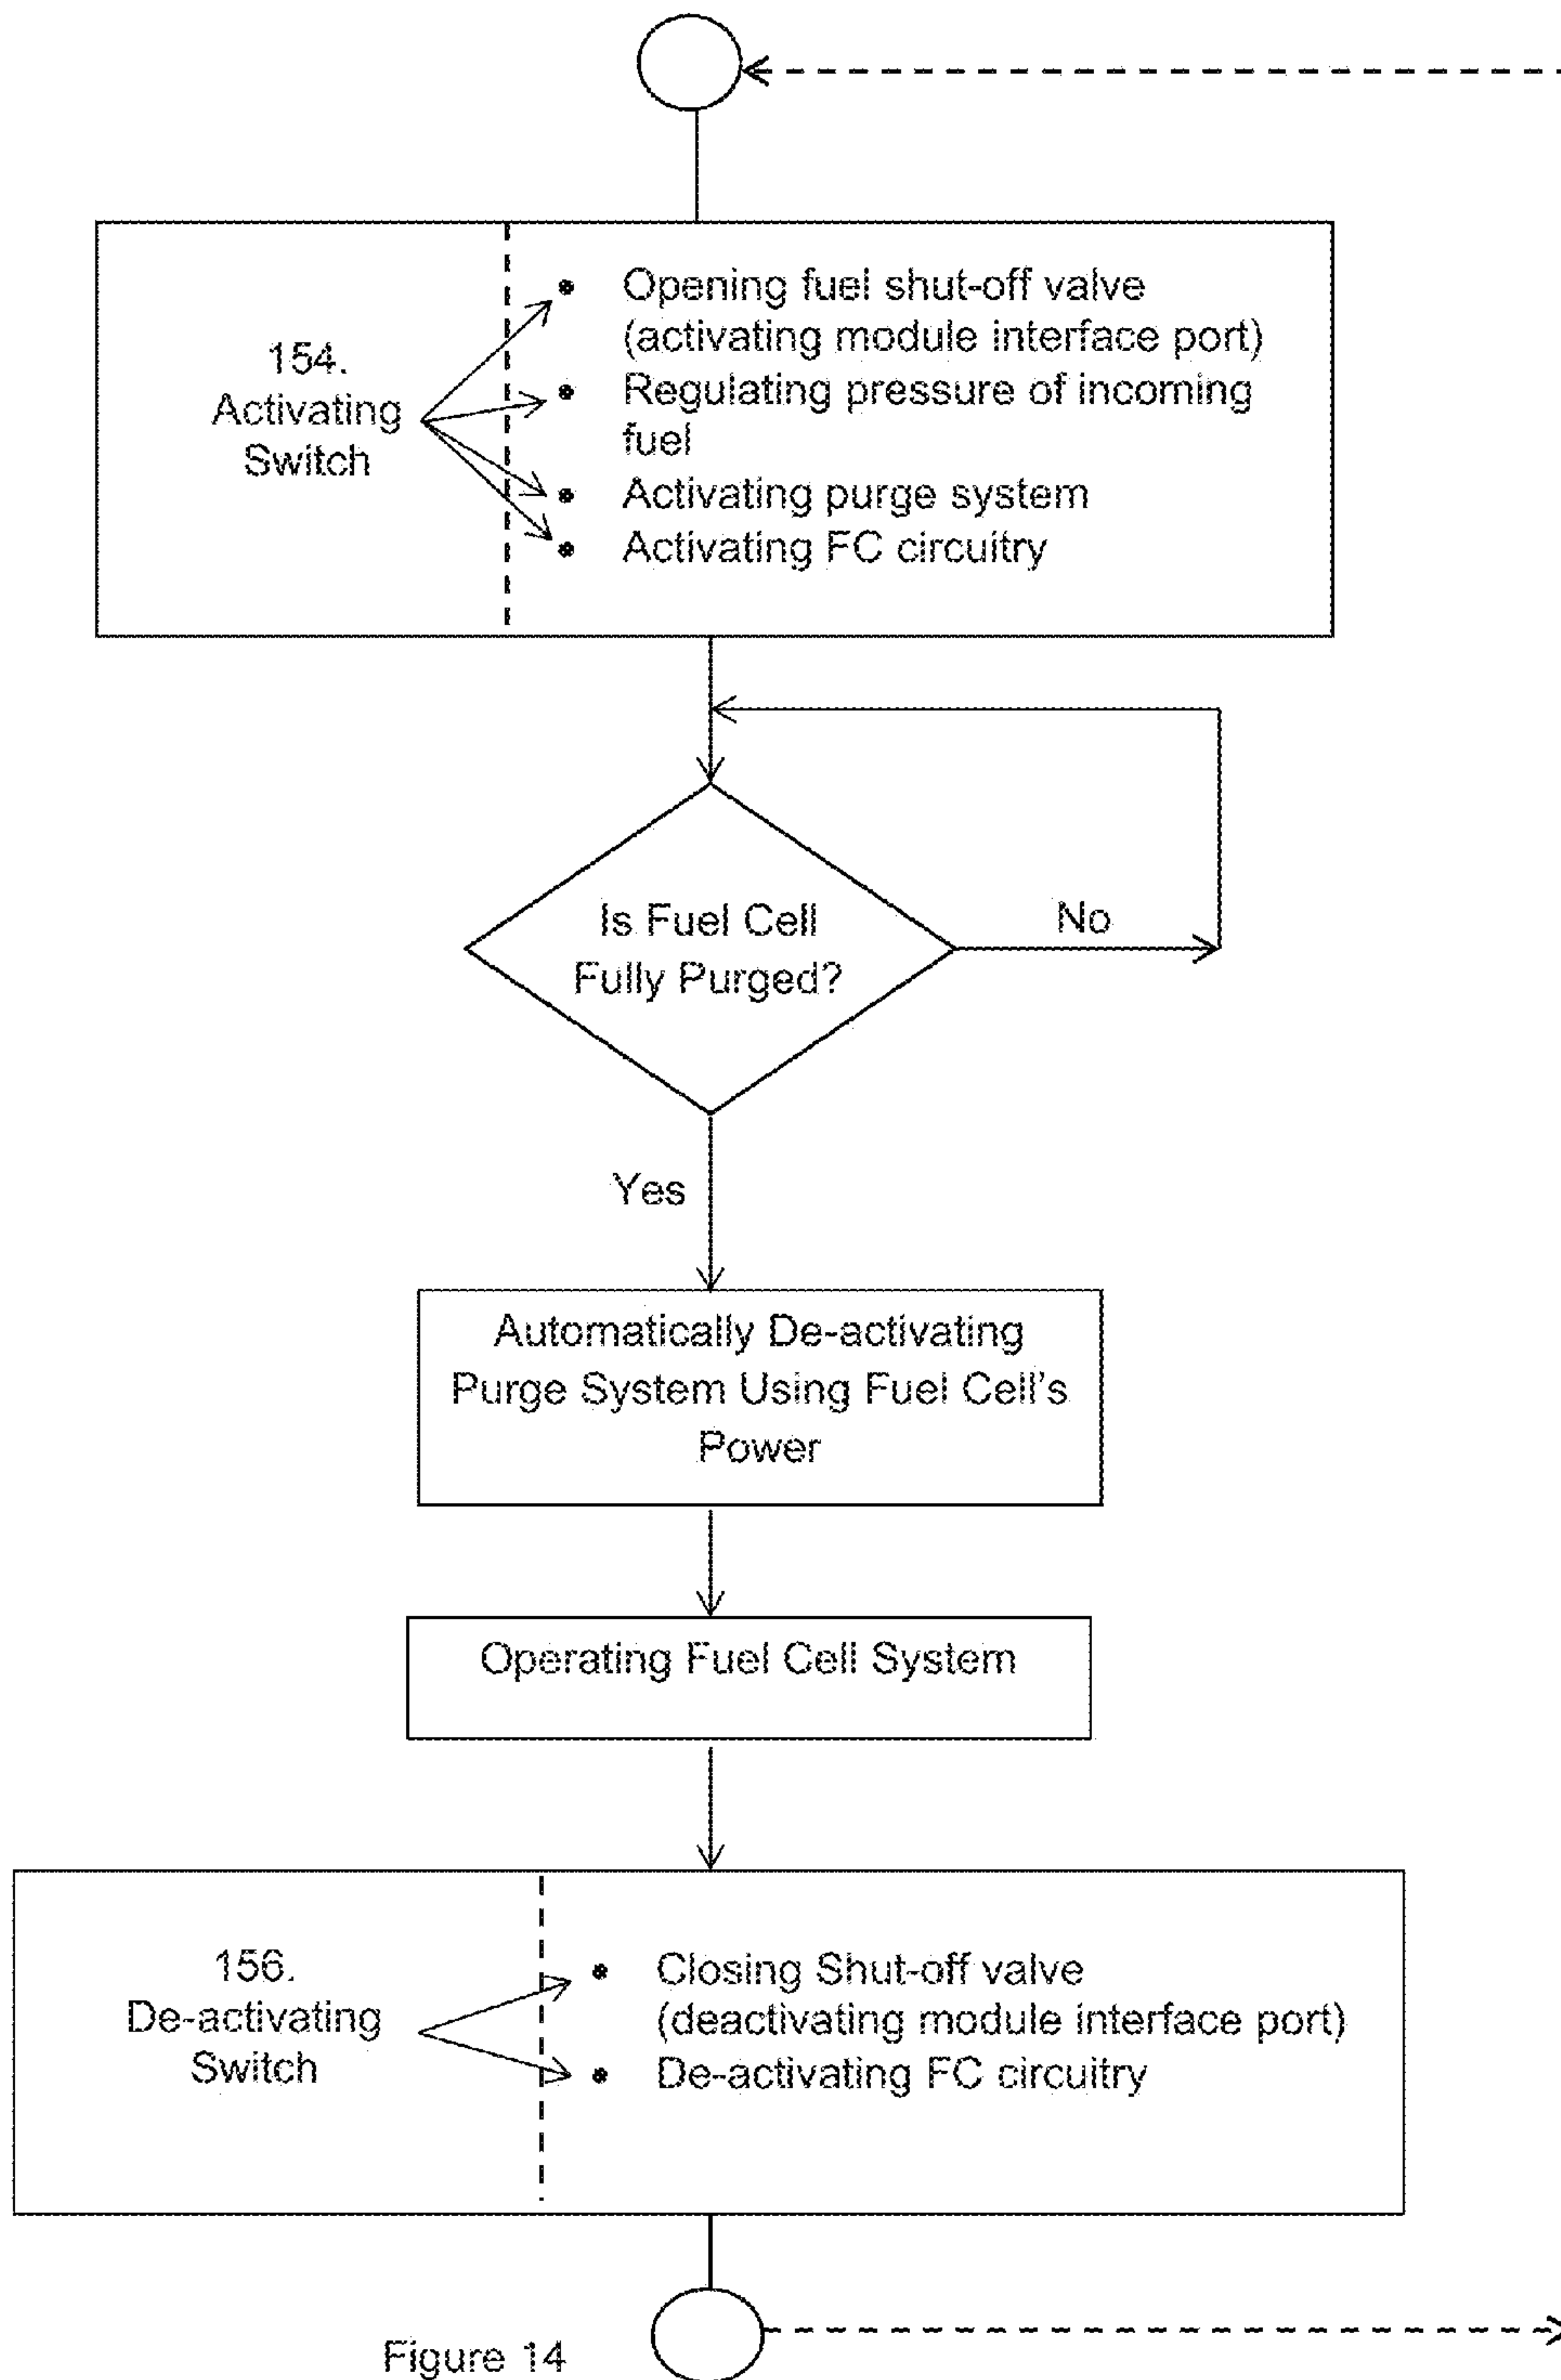 154.
Activating
Switch
• Opening fuel shut-off valve
(activating module interface port)
• Regulating pressure of incoming
fuel
• Activating purge system
• Activating FC circuitry
Is Fuel Cell
Fully Purged?
No
Yes
Automatically De-activating
Purge System Using Fuel Cell's
Power
Operating Fuel Cell System
156.
De-activating
Switch
• Closing Shut-off valve
(deactivating module interface port)
• De-activating FC circuitry
Figure 14